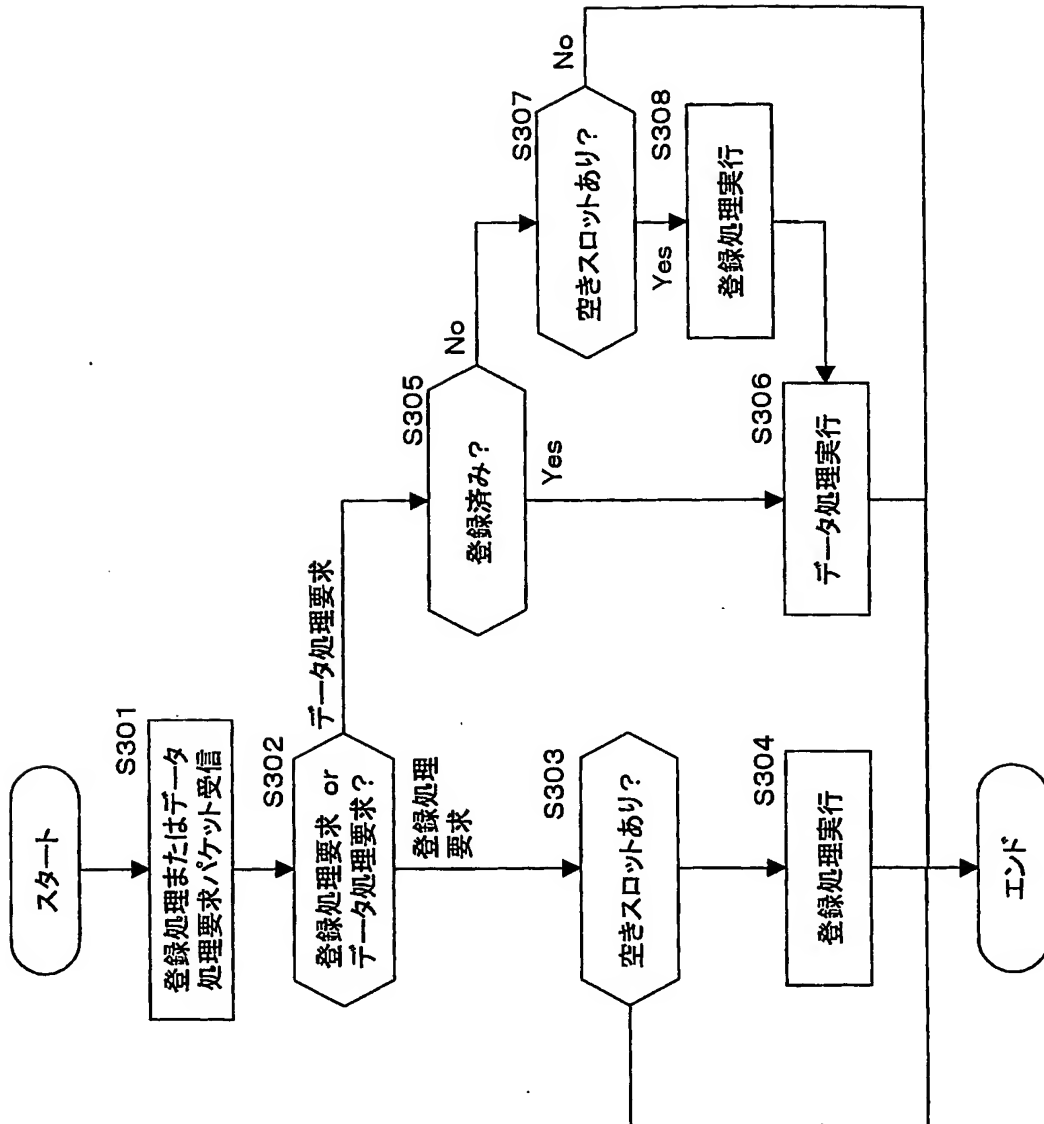 スタート
S301
登録処理またはデータ
処理要求パケット受信
S302
登録処理要求 or
データ処理要求?
データ処理要求
登録処理
要求
S303
空きスロットあり?
S304
登録処理実行
エンド
S305
登録済み?
No
Yes
S306
データ処理実行
S307
空きスロットあり?
No
Yes
S308
登録処理実行